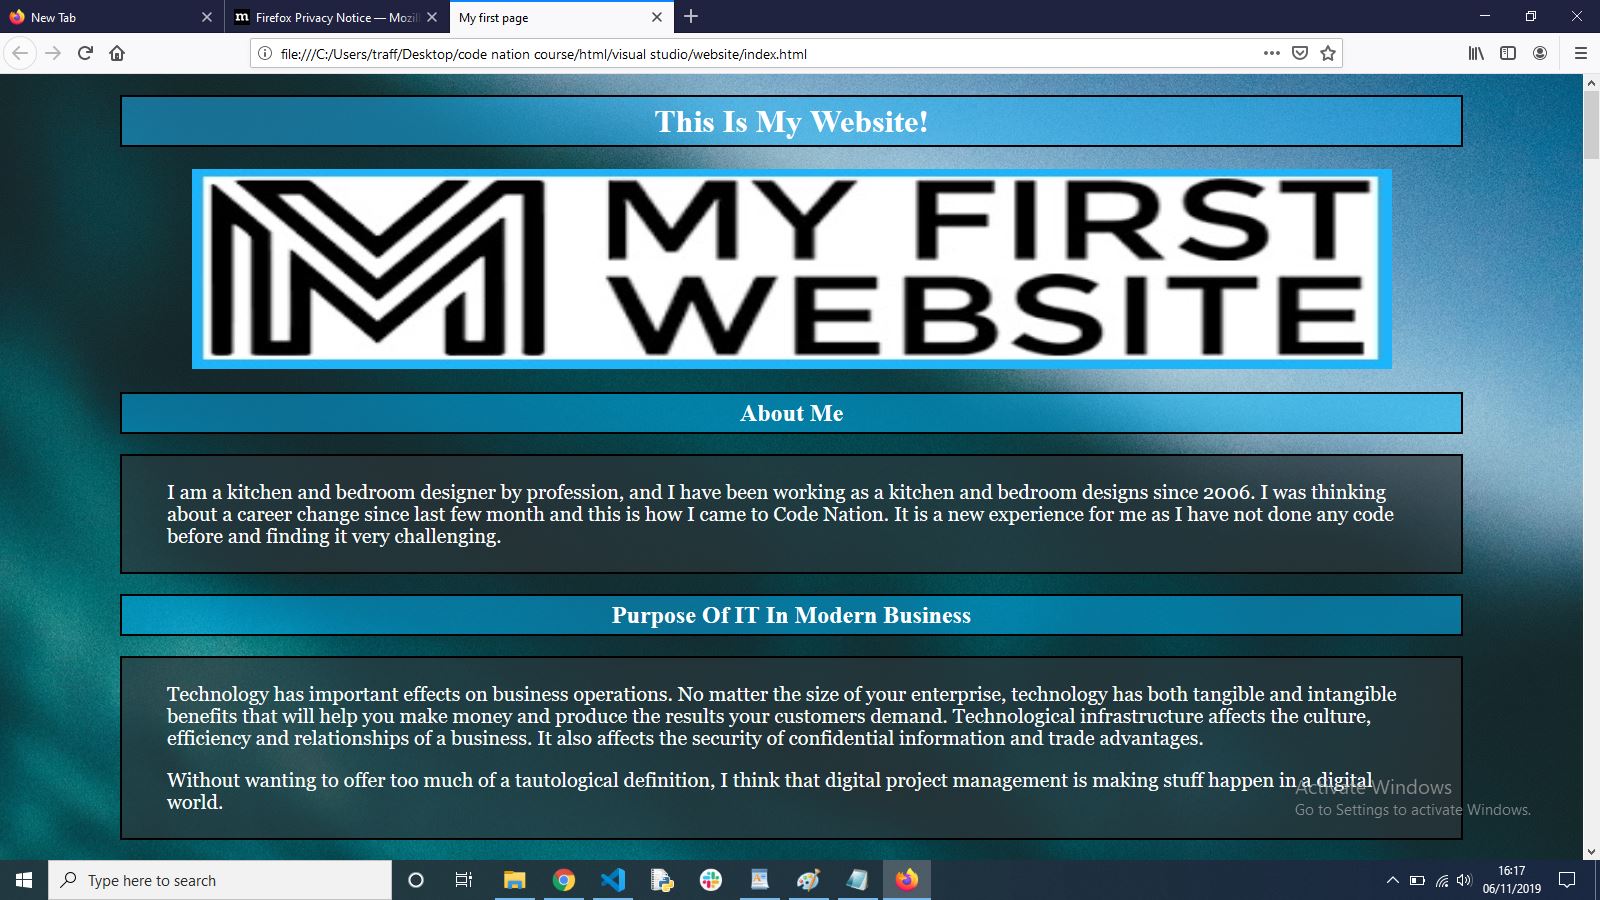 New Tab
Firefox Privacy Notice — Mozil
My first page
file:///C:/Users/traff/Desktop/code nation course/html/visual studio/website/index.html
This Is My Website!
MY FIRST
WEBSITE
About Me
I am a kitchen and bedroom designer by profession, and I have been working as a kitchen and bedroom designs since 2006. I was thinking
about a career change since last few month and this is how I came to Code Nation. It is a new experience for me as I have not done any code
before and finding it very challenging.
Purpose Of IT In Modern Business
Technology has important effects on business operations. No matter the size of your enterprise, technology has both tangible and intangible
benefits that will help you make money and produce the results your customers demand. Technological infrastructure affects the culture,
efficiency and relationships of a business. It also affects the security of confidential information and trade advantages.
Without wanting to offer too much of a tautological definition, I think that digital project management is making stuff happen in a digital
world.
Activate Windows
Go to Settings to activate Windows.
Type here to search
16:17
06/11/2019